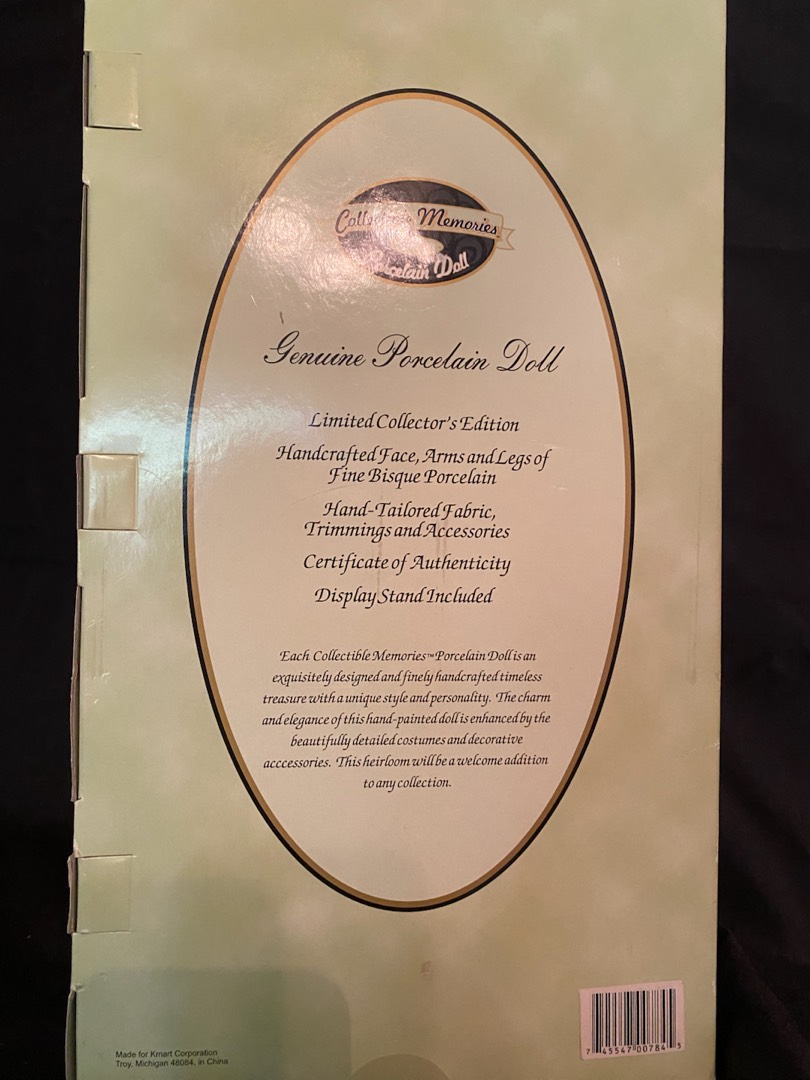 Collectible Memories
Porcelain Doll
Genuine Porcelain Doll
Limited Collector's Edition
Handcrafted Face, Arms and Legs of
Fine Bisque Porcelain
Hand-Tailored Fabric,
Trimmings and Accessories
Certificate of Authenticity
Display Stand Included
Each Collectible Memories™ Porcelain Doll is an
exquisitely designed and finely handcrafted timeless
treasure with a unique style and personality. The charm
and elegance of this hand-painted doll is enhanced by the
beautifully detailed costumes and decorative
acccessories. This heirloom will be a welcome addition
to any collection.
Made for Kmart Corporation
Troy, Michigan 48084, in China
7 45547 00784 5